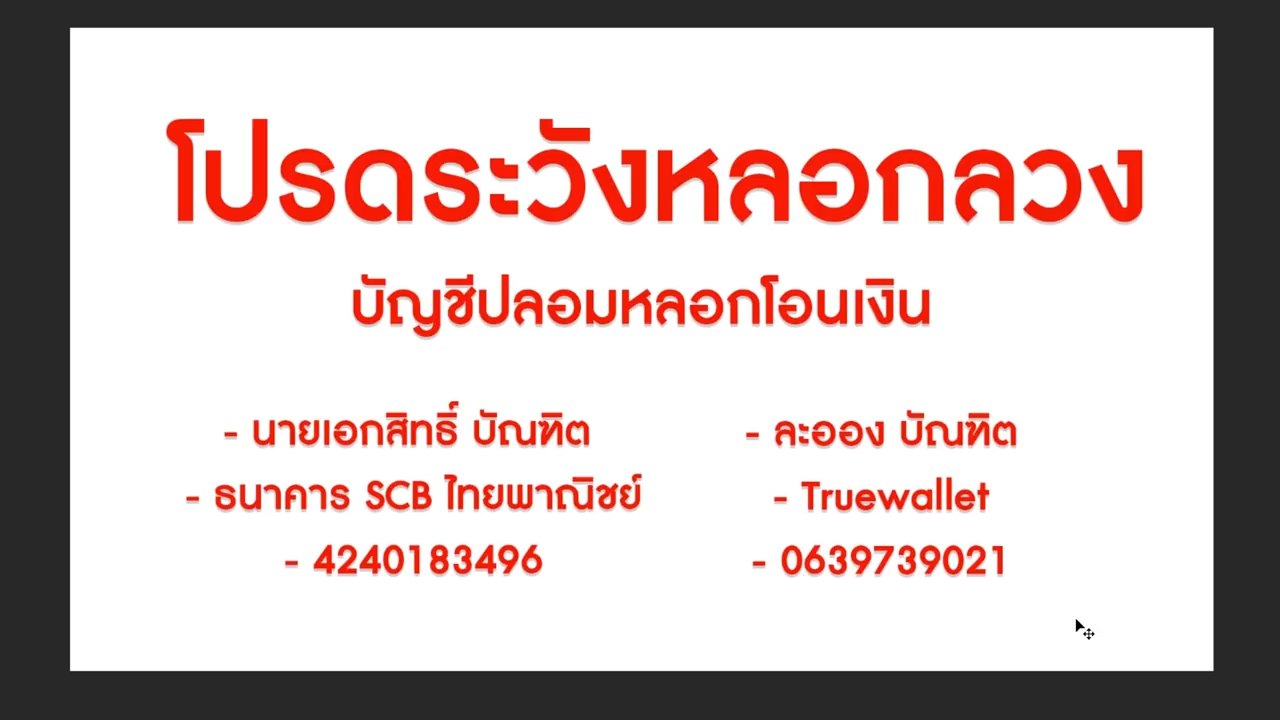 โปรดระวังหลอกลวง
บัญชีปลอมหลอกโอนเงิน
- นายเอกสิทธิ์ บัณฑิต
- ธนาคาร SCB ไทยพาณิชย์
- 4240183496
- ละออง บัณฑิต
- Truewallet
- 0639739021